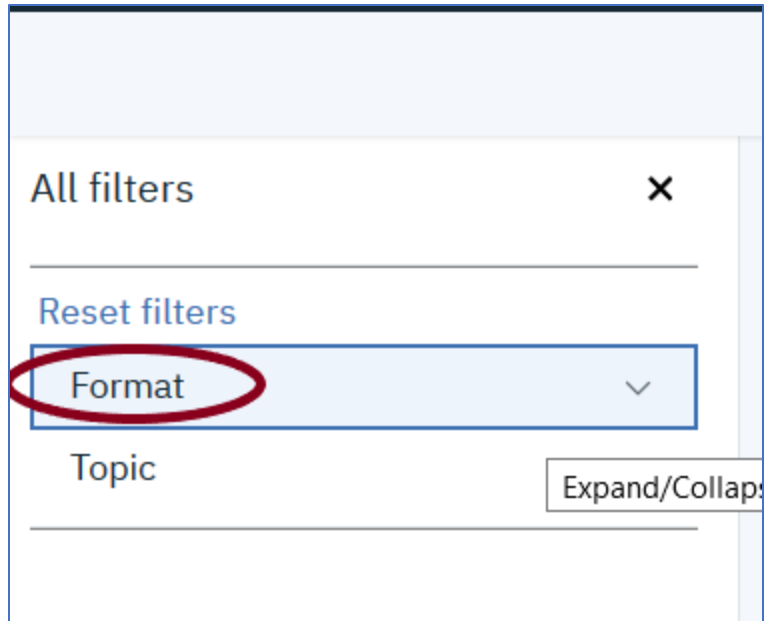 All filters
Reset filters
Format
Topic
Expand/Collaps